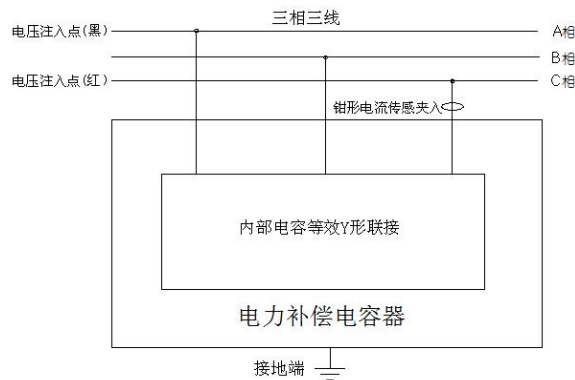 三相三线
电压注入点(黑) A相
B相
电压注入点(红) C相
钳形电流传感夹入
内部电容等效Y形联接
电力补偿电容器
接地端